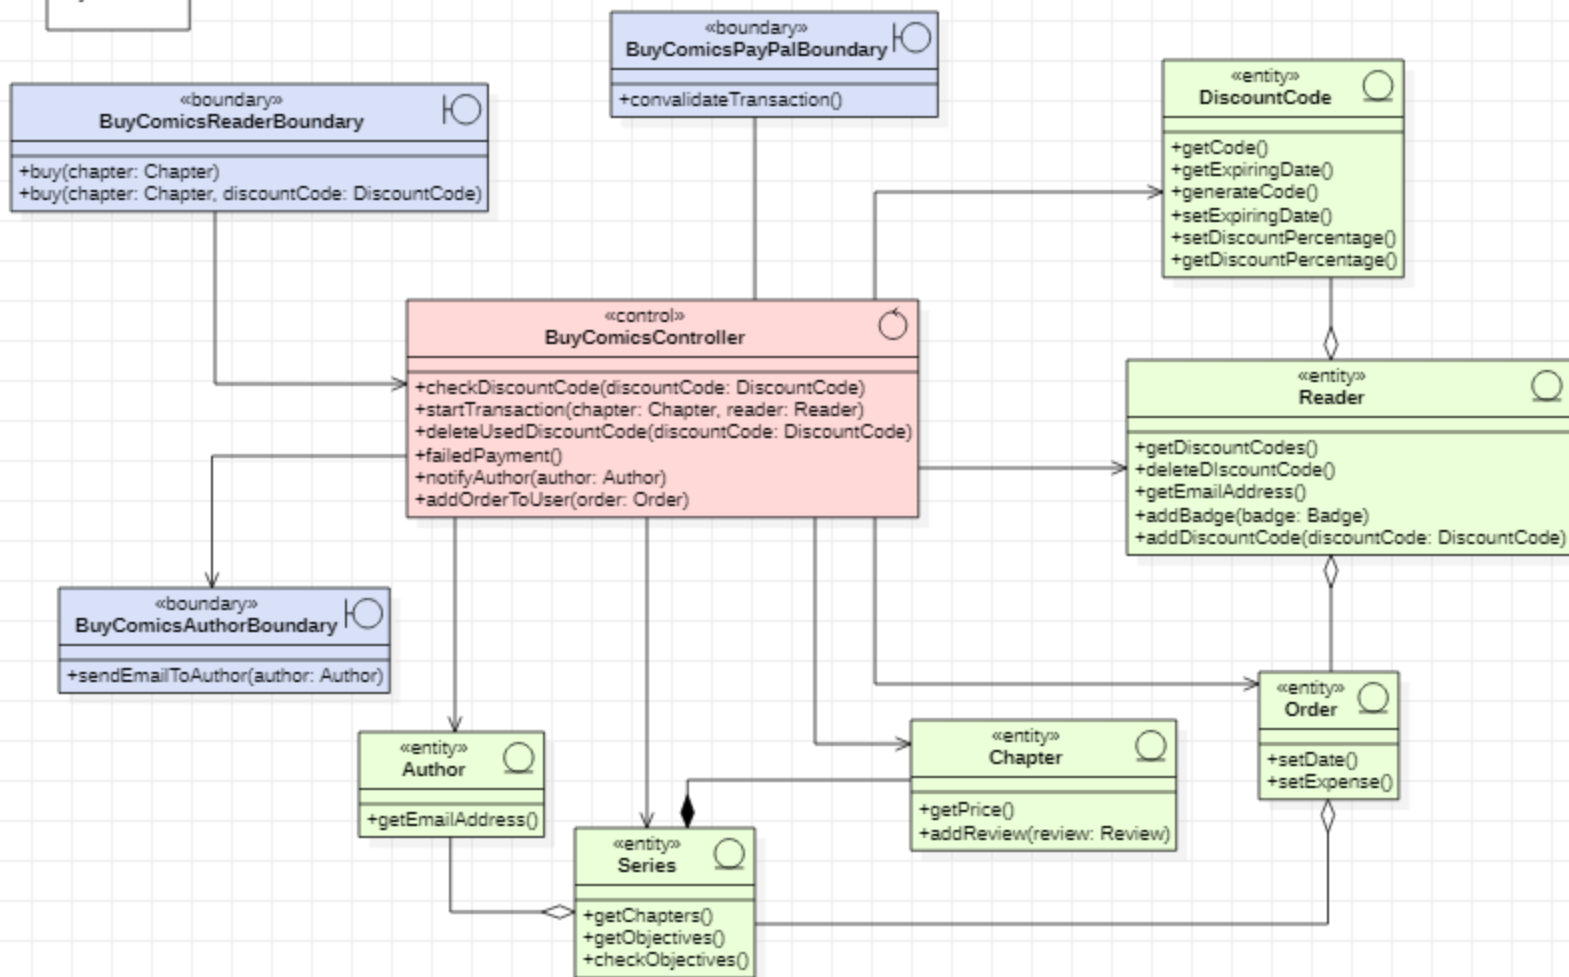 «boundary»
BuyComicsPayPalBoundary
+convalidateTransaction()
«boundary»
BuyComicsReaderBoundary
+buy(chapter: Chapter)
+buy(chapter: Chapter, discountCode: DiscountCode)
«entity»
DiscountCode
+getCode()
+getExpiringDate()
+generateCode()
+setExpiringDate()
+setDiscountPercentage()
+getDiscountPercentage()
«control»
BuyComicsController
+checkDiscountCode(discountCode: DiscountCode)
+startTransaction(chapter: Chapter, reader: Reader)
+deleteUsedDiscountCode(discountCode: DiscountCode)
+failedPayment()
+notifyAuthor(author: Author)
+addOrderToUser(order: Order)
«entity»
Reader
+getDiscountCodes()
+deleteDIscountCode()
+getEmailAddress()
+addBadge(badge: Badge)
+addDiscountCode(discountCode: DiscountCode)
«boundary»
BuyComicsAuthorBoundary
+sendEmailToAuthor(author: Author)
«entity»
Author
+getEmailAddress()
«entity»
Series
+getChapters()
+getObjectives()
+checkObjectives()
«entity»
Chapter
+getPrice()
+addReview(review: Review)
«entity»
Order
+setDate()
+setExpense()